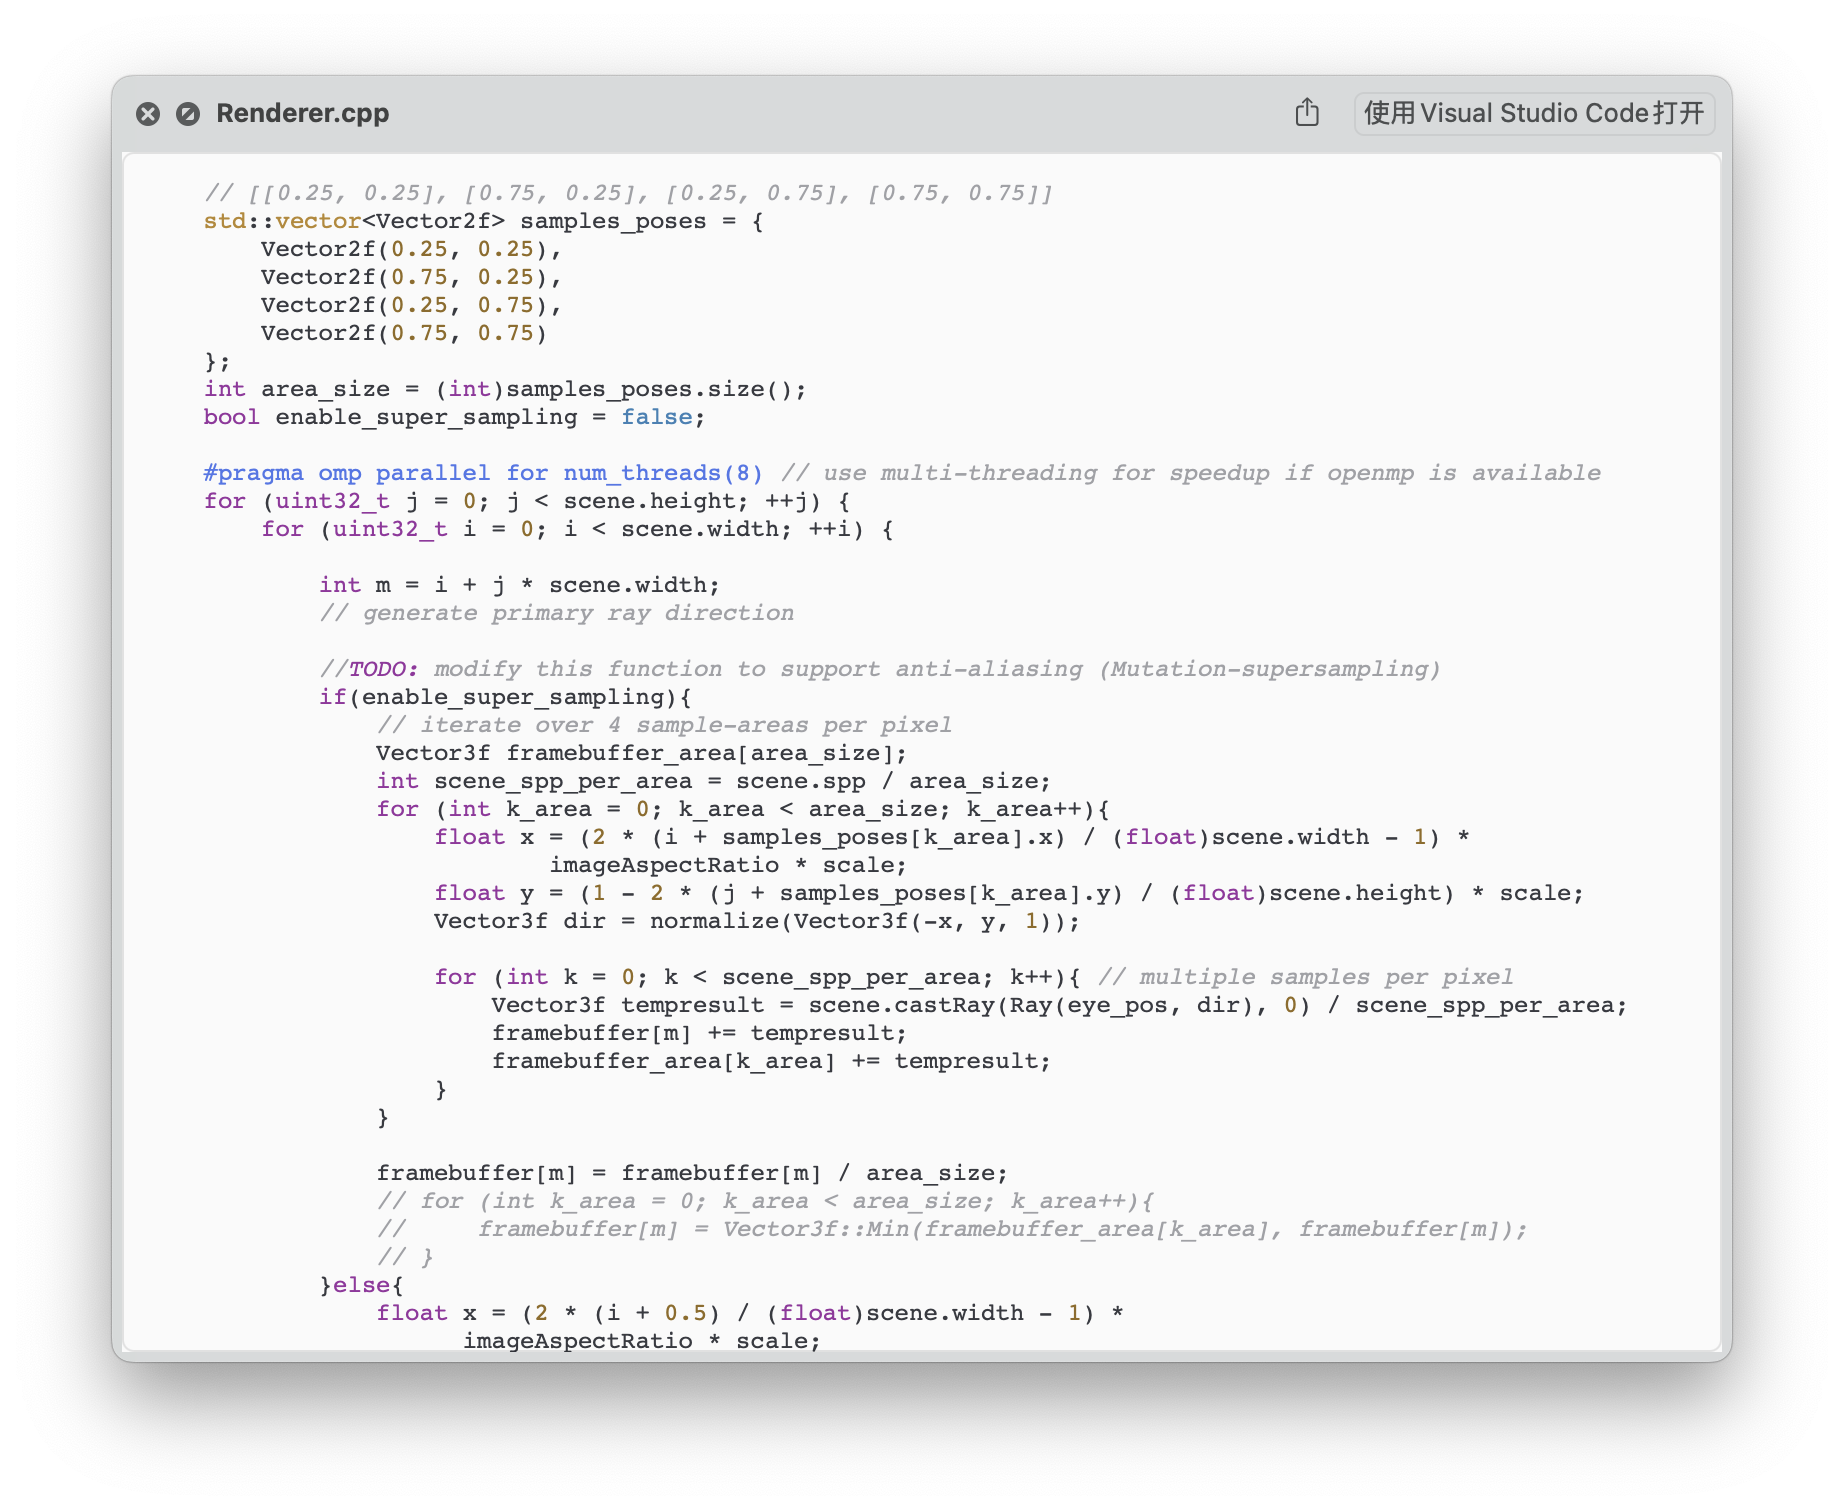 Renderer.cpp
使用Visual Studio Code打开
// [[0.25, 0.25], [0.75, 0.25], [0.25, 0.75], [0.75, 0.75]]
std::vector<Vector2f> samples_poses = {
    Vector2f(0.25, 0.25),
    Vector2f(0.75, 0.25),
    Vector2f(0.25, 0.75),
    Vector2f(0.75, 0.75)
};
int area_size = (int)samples_poses.size();
bool enable_super_sampling = false;
#pragma omp parallel for num_threads(8) // use multi-threading for speedup if openmp is available
for (uint32_t j = 0; j < scene.height; ++j) {
    for (uint32_t i = 0; i < scene.width; ++i) {
        int m = i + j * scene.width;
        // generate primary ray direction
        //TODO: modify this function to support anti-aliasing (Mutation-supersampling)
        if(enable_super_sampling){
            // iterate over 4 sample-areas per pixel
            Vector3f framebuffer_area[area_size];
            int scene_spp_per_area = scene.spp / area_size;
            for (int k_area = 0; k_area < area_size; k_area++){
                float x = (2 * (i + samples_poses[k_area].x) / (float)scene.width - 1) *
                        imageAspectRatio * scale;
                float y = (1 - 2 * (j + samples_poses[k_area].y) / (float)scene.height) * scale;
                Vector3f dir = normalize(Vector3f(-x, y, 1));
                for (int k = 0; k < scene_spp_per_area; k++){ // multiple samples per pixel
                    Vector3f tempresult = scene.castRay(Ray(eye_pos, dir), 0) / scene_spp_per_area;
                    framebuffer[m] += tempresult;
                    framebuffer_area[k_area] += tempresult;
                }
            }
            framebuffer[m] = framebuffer[m] / area_size;
            // for (int k_area = 0; k_area < area_size; k_area++){
            //     framebuffer[m] = Vector3f::Min(framebuffer_area[k_area], framebuffer[m]);
            // }
        }else{
            float x = (2 * (i + 0.5) / (float)scene.width - 1) *
                  imageAspectRatio * scale;